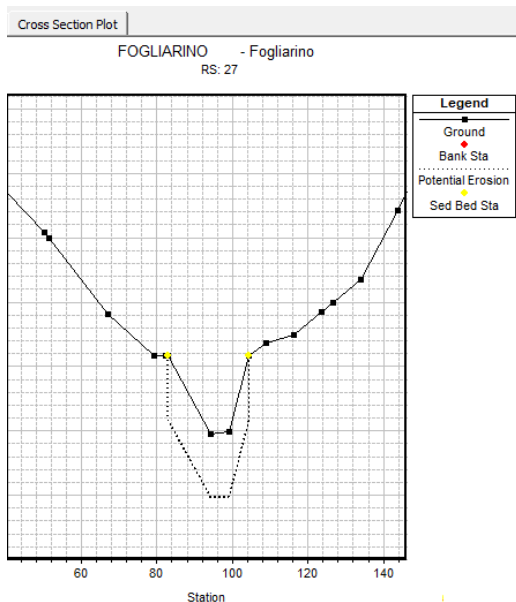 Cross Section Plot
FOGLIARINO - Fogliarino
RS: 27
Legend
Ground
Bank Sta
Potential Erosion
Sed Bed Sta
60 80 100 120 140
Station